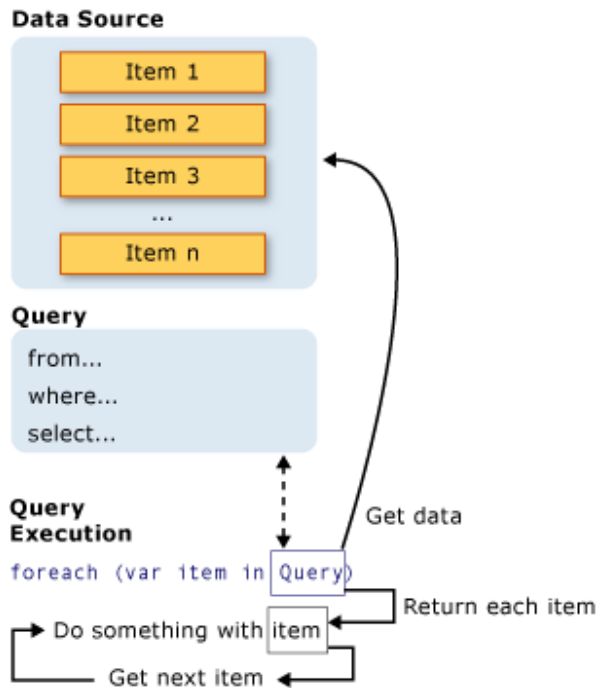 Data Source
Item 1
Item 2
Item 3
...
Item n
Query
from...
where...
select...
Query
Execution
Get data
foreach (var item in Query)
Return each item
Do something with item
Get next item